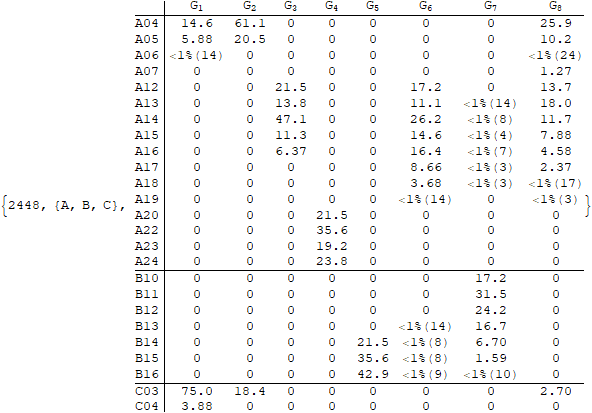 G1 G2 G3 G4 G5 G6 G7 G8
A04 14.6 61.1 0 0 0 0 0 25.9
A05 5.88 20.5 0 0 0 0 0 10.2
A06 <1%(14) 0 0 0 0 0 0 <1%(24)
A07 0 0 0 0 0 0 0 1.27
A12 0 0 21.5 0 0 17.2 0 13.7
A13 0 0 13.8 0 0 11.1 <1%(14) 18.0
A14 0 0 47.1 0 0 26.2 <1%(8) 11.7
A15 0 0 11.3 0 0 14.6 <1%(4) 7.88
A16 0 0 6.37 0 0 16.4 <1%(7) 4.58
A17 0 0 0 0 0 8.66 <1%(3) 2.37
A18 0 0 0 0 0 3.68 <1%(3) <1%(17)
{2448, {A, B, C}, A19 0 0 0 0 0 <1%(14) 0 <1%(3) }
A20 0 0 0 21.5 0 0 0 0
A22 0 0 0 35.6 0 0 0 0
A23 0 0 0 19.2 0 0 0 0
A24 0 0 0 23.8 0 0 0 0
B10 0 0 0 0 0 0 17.2 0
B11 0 0 0 0 0 0 31.5 0
B12 0 0 0 0 0 0 24.2 0
B13 0 0 0 0 0 <1%(14) 16.7 0
B14 0 0 0 0 21.5 <1%(8) 6.70 0
B15 0 0 0 0 35.6 <1%(8) 1.59 0
B16 0 0 0 0 42.9 <1%(9) <1%(10) 0
C03 75.0 18.4 0 0 0 0 0 2.70
C04 3.88 0 0 0 0 0 0 0